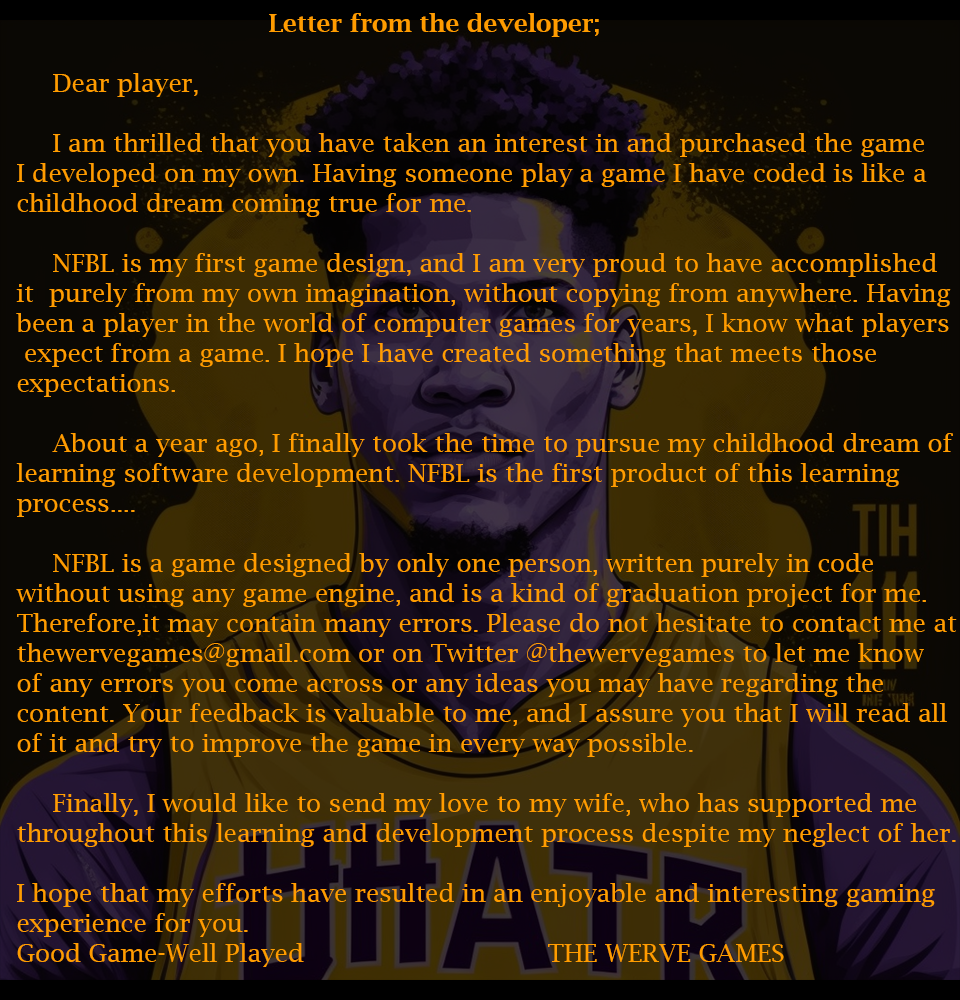 Letter from the developer;
Dear player,
I am thrilled that you have taken an interest in and purchased the game
I developed on my own. Having someone play a game I have coded is like a
childhood dream coming true for me.
NFBL is my first game design, and I am very proud to have accomplished
it  purely from my own imagination, without copying from anywhere. Having
been a player in the world of computer games for years, I know what players
expect from a game. I hope I have created something that meets those
expectations.
About a year ago, I finally took the time to pursue my childhood dream of
learning software development. NFBL is the first product of this learning
process....
NFBL is a game designed by only one person, written purely in code
without using any game engine, and is a kind of graduation project for me.
Therefore,it may contain many errors. Please do not hesitate to contact me at
thewervegames@gmail.com or on Twitter @thewervegames to let me know
of any errors you come across or any ideas you may have regarding the
content. Your feedback is valuable to me, and I assure you that I will read all
of it and try to improve the game in every way possible.
Finally, I would like to send my love to my wife, who has supported me
throughout this learning and development process despite my neglect of her.
I hope that my efforts have resulted in an enjoyable and interesting gaming
experience for you.
Good Game-Well Played THE WERVE GAMES